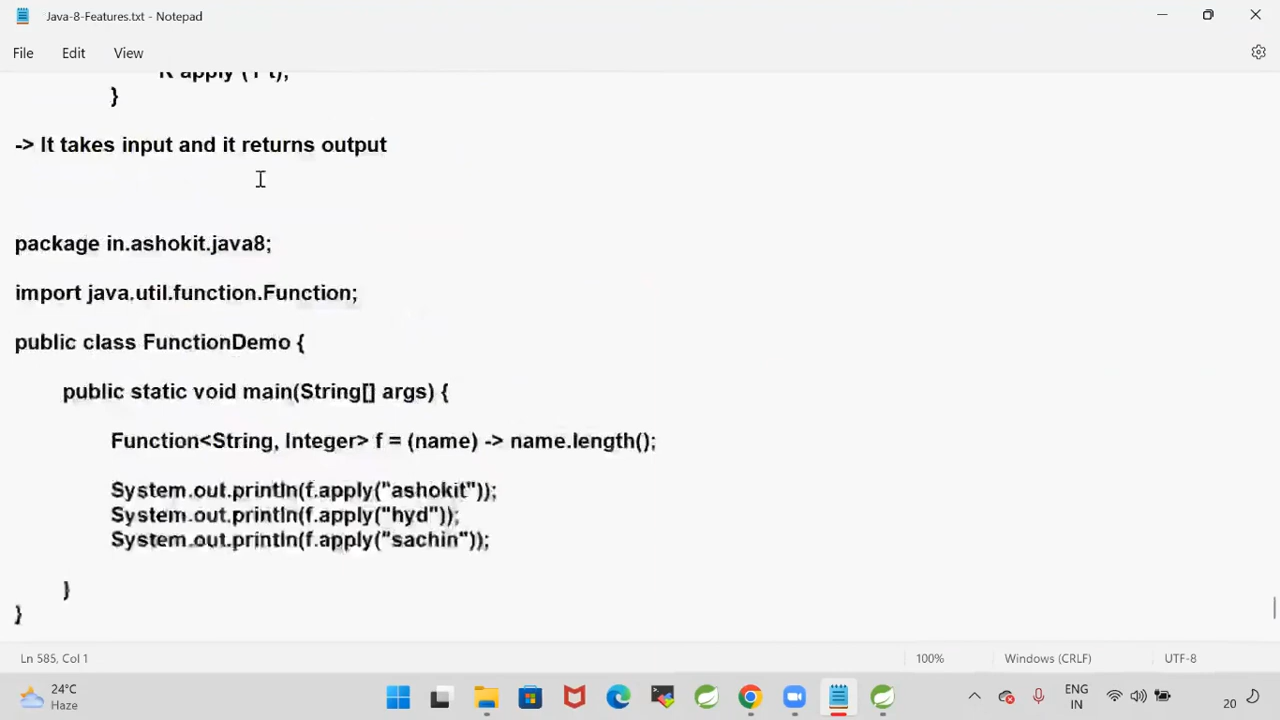 Java-8-Features.txt - Notepad
File Edit View
R apply (T t);
}
-> It takes input and it returns output
package in.ashokit.java8;
import java.util.function.Function;
public class FunctionDemo {
public static void main(String[] args) {
Function<String, Integer> f = (name) -> name.length();
System.out.println(f.apply("ashokit"));
System.out.println(f.apply("hyd"));
System.out.println(f.apply("sachin"));
}
}
Ln 585, Col 1 100% Windows (CRLF) UTF-8
24°C
Haze
ENG
IN
20